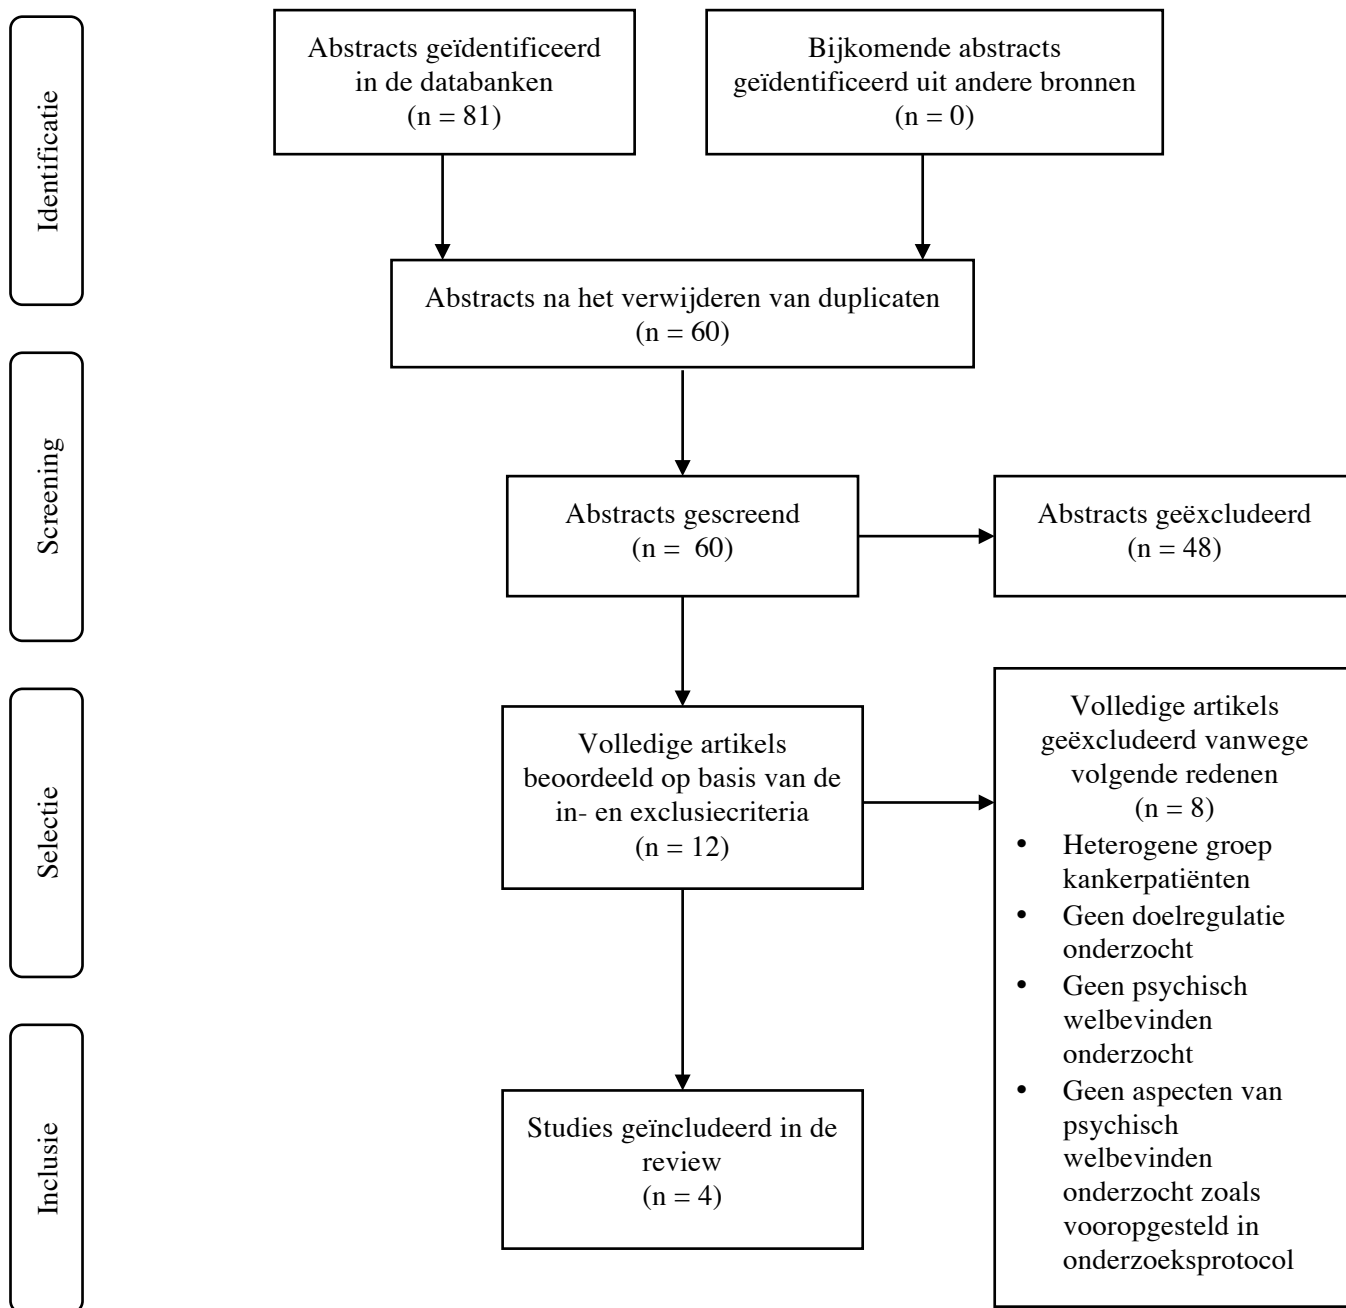 Identificatie
Abstracts geïdentificeerd
in de databanken
(n = 81)
Bijkomende abstracts
geïdentificeerd uit andere bronnen
(n = 0)
Abstracts na het verwijderen van duplicaten
(n = 60)
Screening
Abstracts gescreend
(n =  60)
Abstracts geëxcludeerd
(n = 48)
Selectie
Volledige artikels
beoordeeld op basis van de
in- en exclusiecriteria
(n = 12)
Volledige artikels
geëxcludeerd vanwege
volgende redenen
(n = 8)
• Heterogene groep
kankerpatiënten
• Geen doelregulatie
onderzocht
• Geen psychisch
welbevinden
onderzocht
• Geen aspecten van
psychisch
welbevinden
onderzocht zoals
vooropgesteld in
onderzoeksprotocol
Inclusie
Studies geïncludeerd in de
review
(n = 4)